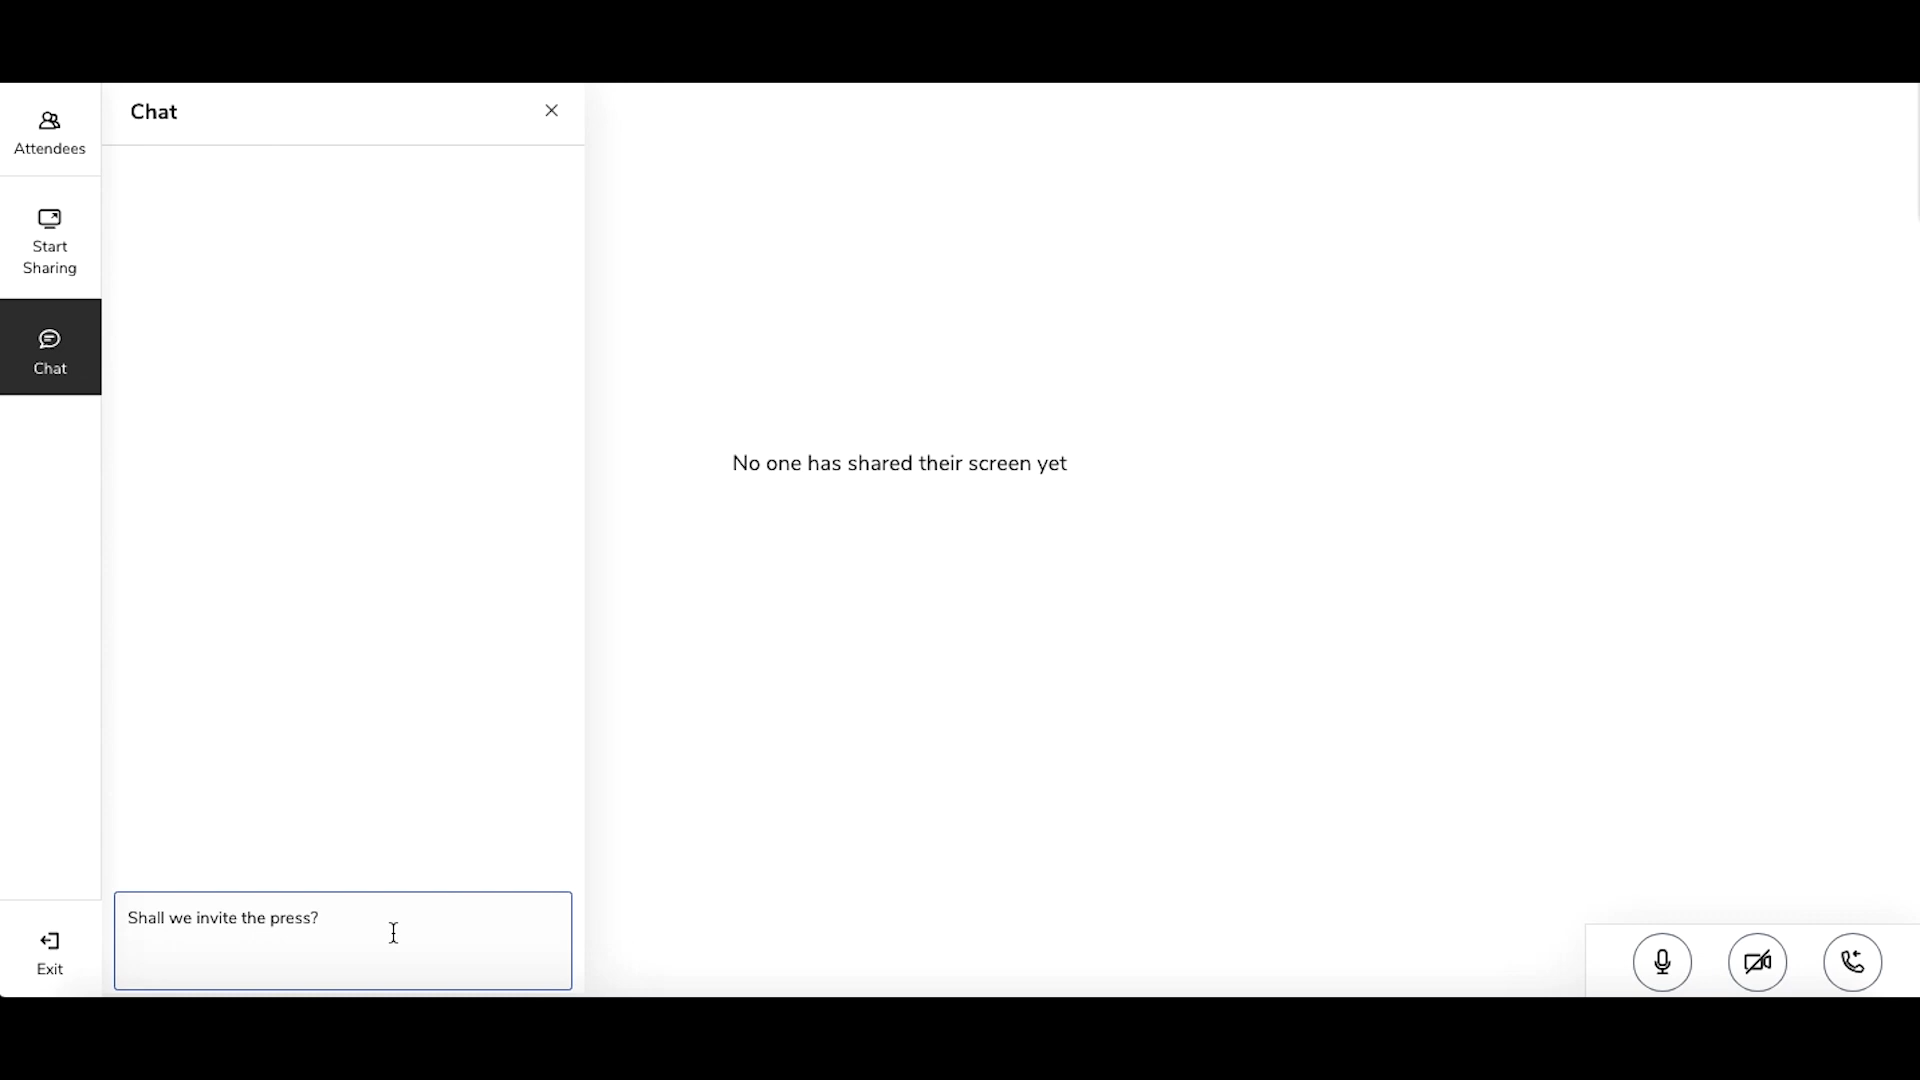 Chat
Attendees
Start
Sharing
Chat
No one has shared their screen yet
Shall we invite the press?
Exit